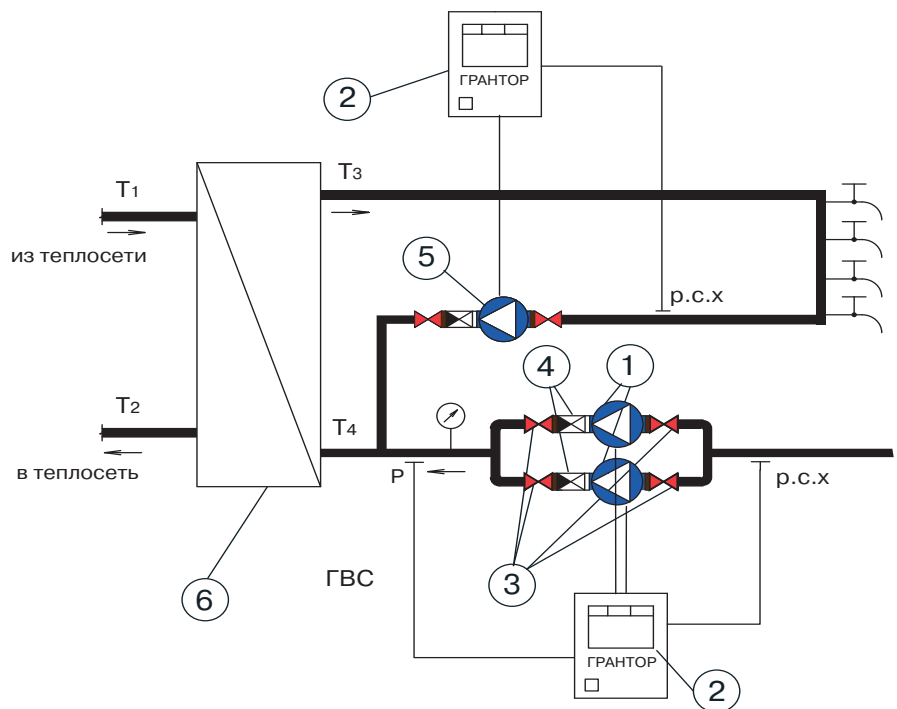 ГРАНТОР
2
T1
T3
из теплосети
5
р.с.х
4
1
T2
T4
в теплосеть
P
р.с.х
ГВС
3
6
ГРАНТОР
2